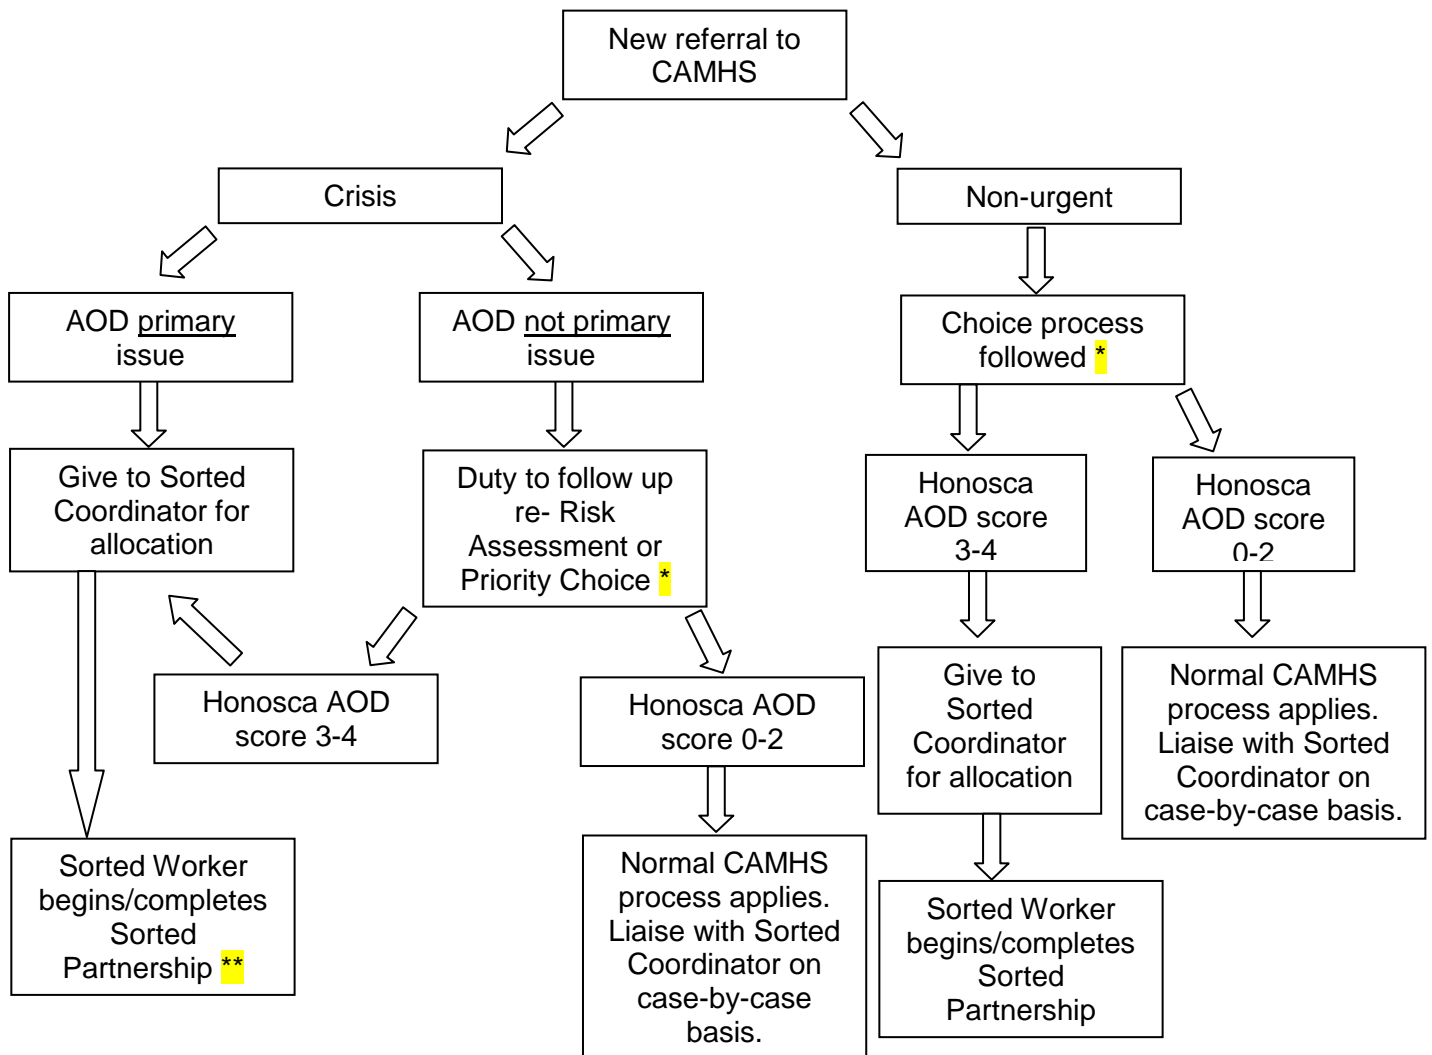 New referral to
CAMHS
Crisis
Non-urgent
AOD primary
issue
AOD not primary
issue
Choice process
followed *
Give to Sorted
Coordinator for
allocation
Duty to follow up
re- Risk
Assessment or
Priority Choice *
Honosca
AOD score
3-4
Honosca
AOD score
0-2
Honosca AOD
score 3-4
Honosca AOD
score 0-2
Give to
Sorted
Coordinator
for allocation
Normal CAMHS
process applies.
Liaise with Sorted
Coordinator on
case-by-case basis.
Sorted Worker
begins/completes
Sorted
Partnership **
Normal CAMHS
process applies.
Liaise with Sorted
Coordinator on
case-by-case
basis.
Sorted Worker
begins/completes
Sorted
Partnership